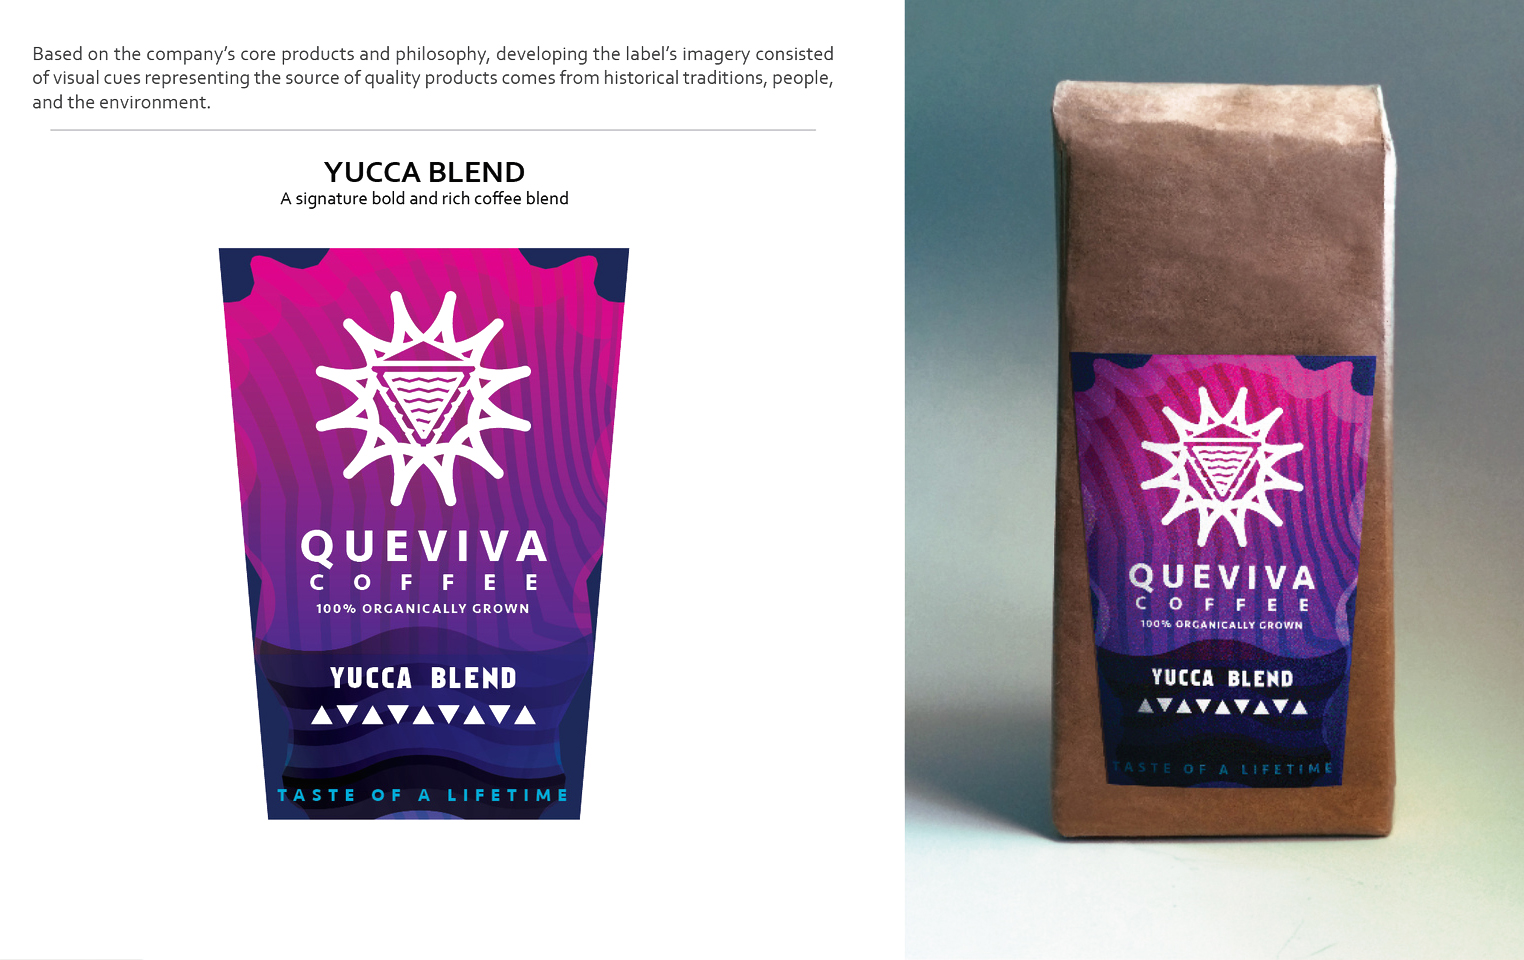 Based on the company’s core products and philosophy, developing the label’s imagery consisted
of visual cues representing the source of quality products comes from historical traditions, people,
and the environment.
YUCCA BLEND
A signature bold and rich coffee blend
QUEVIVA
COFFEE
100% ORGANICALLY GROWN
YUCCA BLEND
TASTE OF A LIFETIME
QUEVIVA
COFFEE
100% ORGANICALLY GROWN
YUCCA BLEND
TASTE OF A LIFETIME